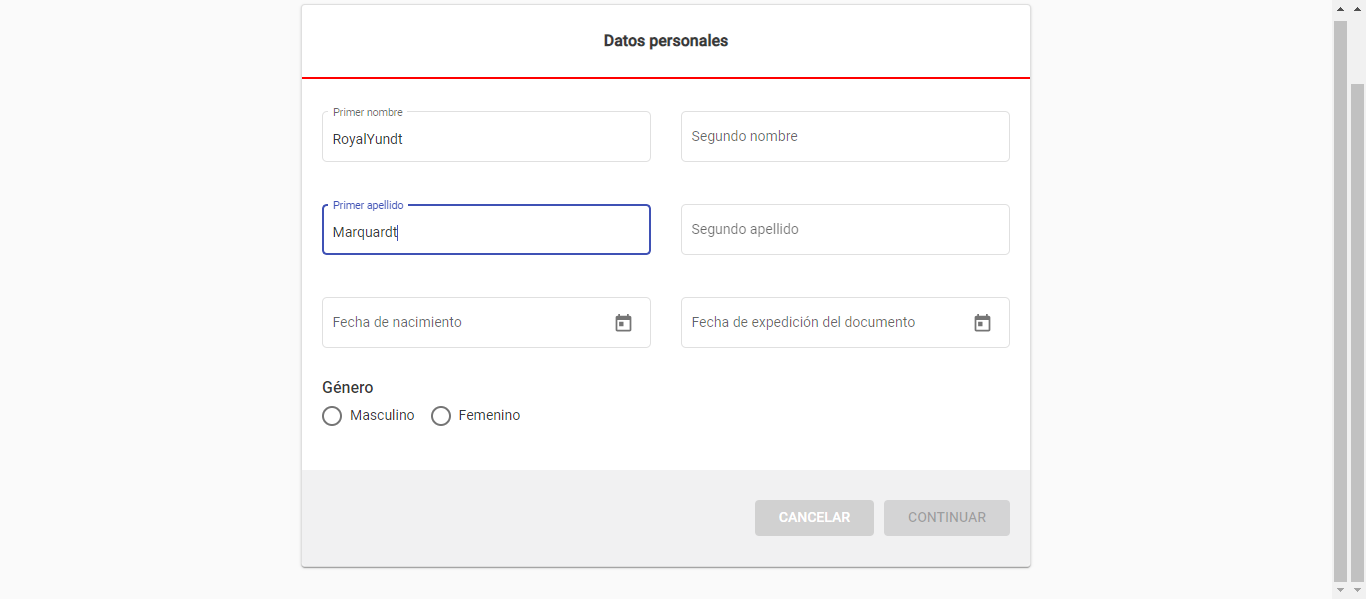 Datos personales
Primer nombre
RoyalYundt
Segundo nombre
Primer apellido
Marquardt
Segundo apellido
Fecha de nacimiento
Fecha de expedición del documento
Género
Masculino Femenino
CANCELAR CONTINUAR